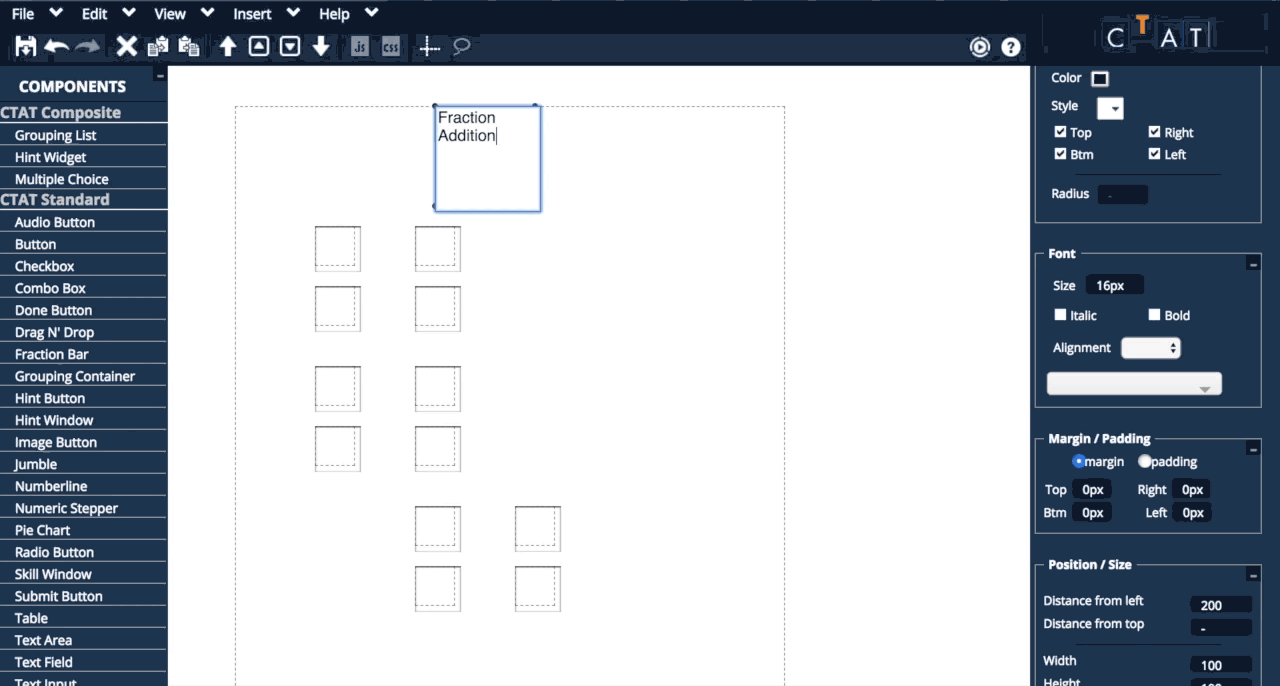 File Edit View Insert Help
js css
CTAT
COMPONENTS
CTAT Composite
Grouping List
Hint Widget
Multiple Choice
CTAT Standard
Audio Button
Button
Checkbox
Combo Box
Done Button
Drag N' Drop
Fraction Bar
Grouping Container
Hint Button
Hint Window
Image Button
Jumble
Numberline
Numeric Stepper
Pie Chart
Radio Button
Skill Window
Submit Button
Table
Text Area
Text Field
Text Input
Fraction
Addition
Color
Style
Top Right
Btm Left
Radius -
Font
Size 16px
Italic Bold
Alignment
Margin / Padding
margin padding
Top 0px Right 0px
Btm 0px Left 0px
Position / Size
Distance from left 200
Distance from top -
Width 100
Height 100